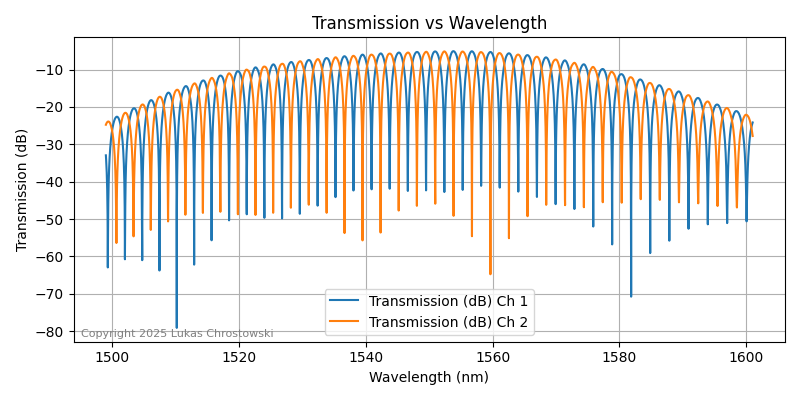 Transmission vs Wavelength
Transmission (dB)
−10
−20
−30
−40
−50
−60
−70
−80
Transmission (dB) Ch 1
Transmission (dB) Ch 2
Copyright 2025 Lukas Chrostowski
1500 1520 1540 1560 1580 1600
Wavelength (nm)